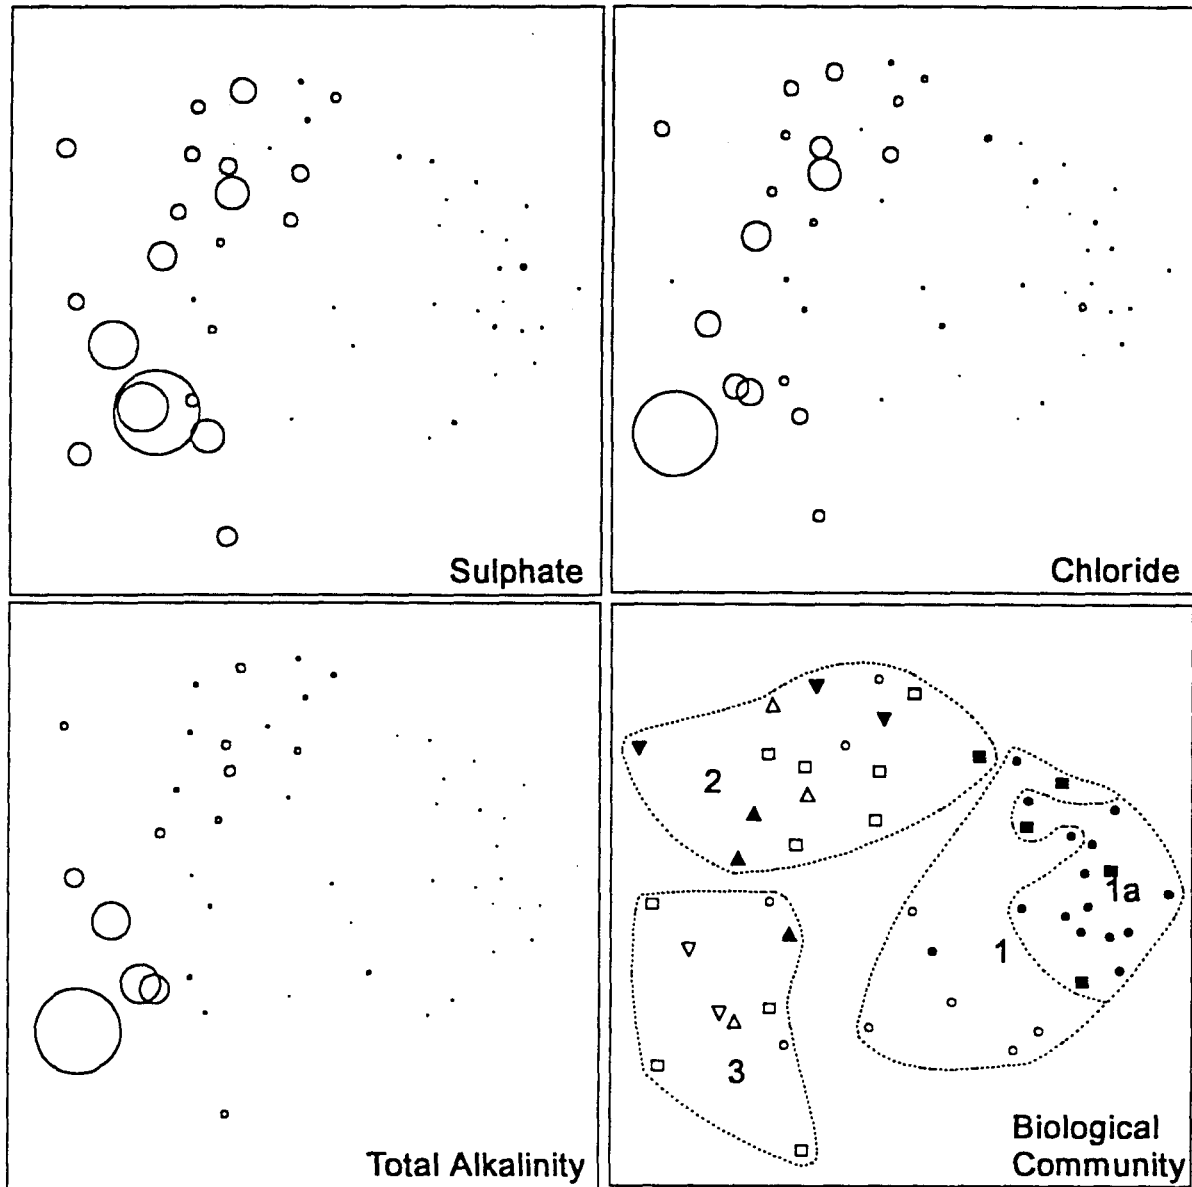 Sulphate
Chloride
Total Alkalinity
2
1a
1
3
Biological
Community